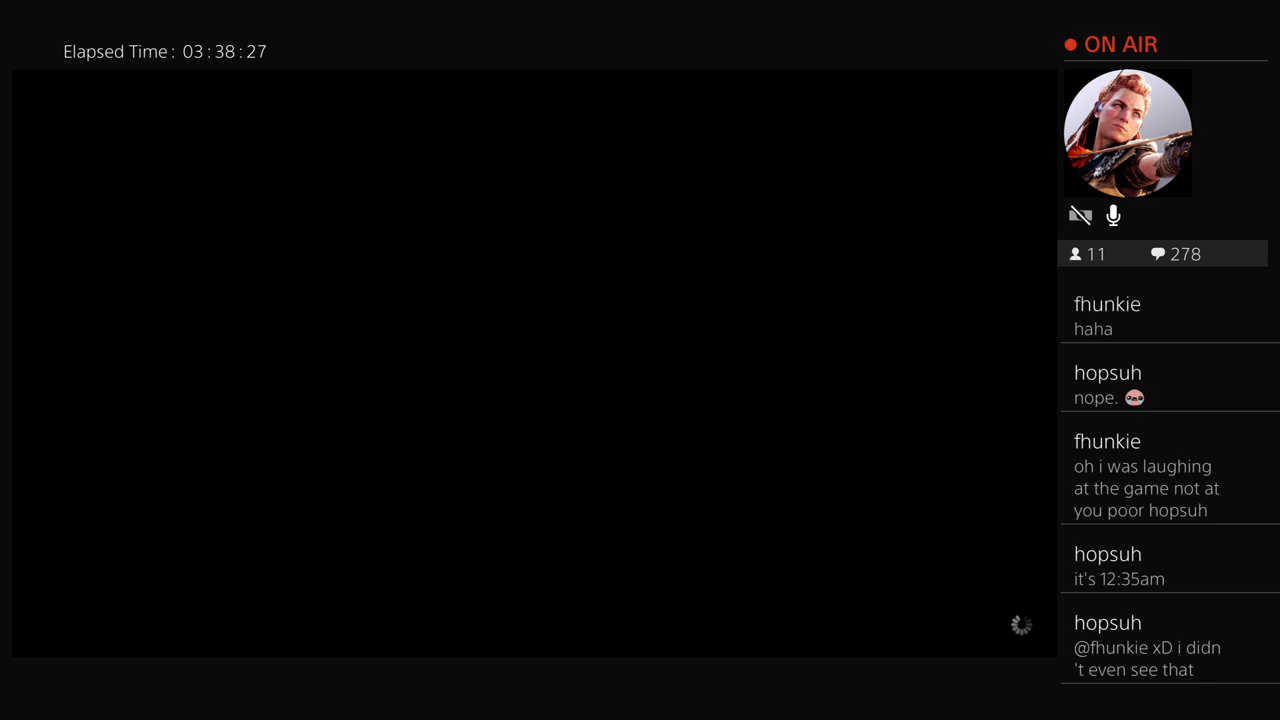 Elapsed Time : 03 : 38 : 27
ON AIR
11 278
fhunkie
haha
hopsuh
nope.
fhunkie
oh i was laughing
at the game not at
you poor hopsuh
hopsuh
it's 12:35am
hopsuh
@fhunkie xD i didn
't even see that